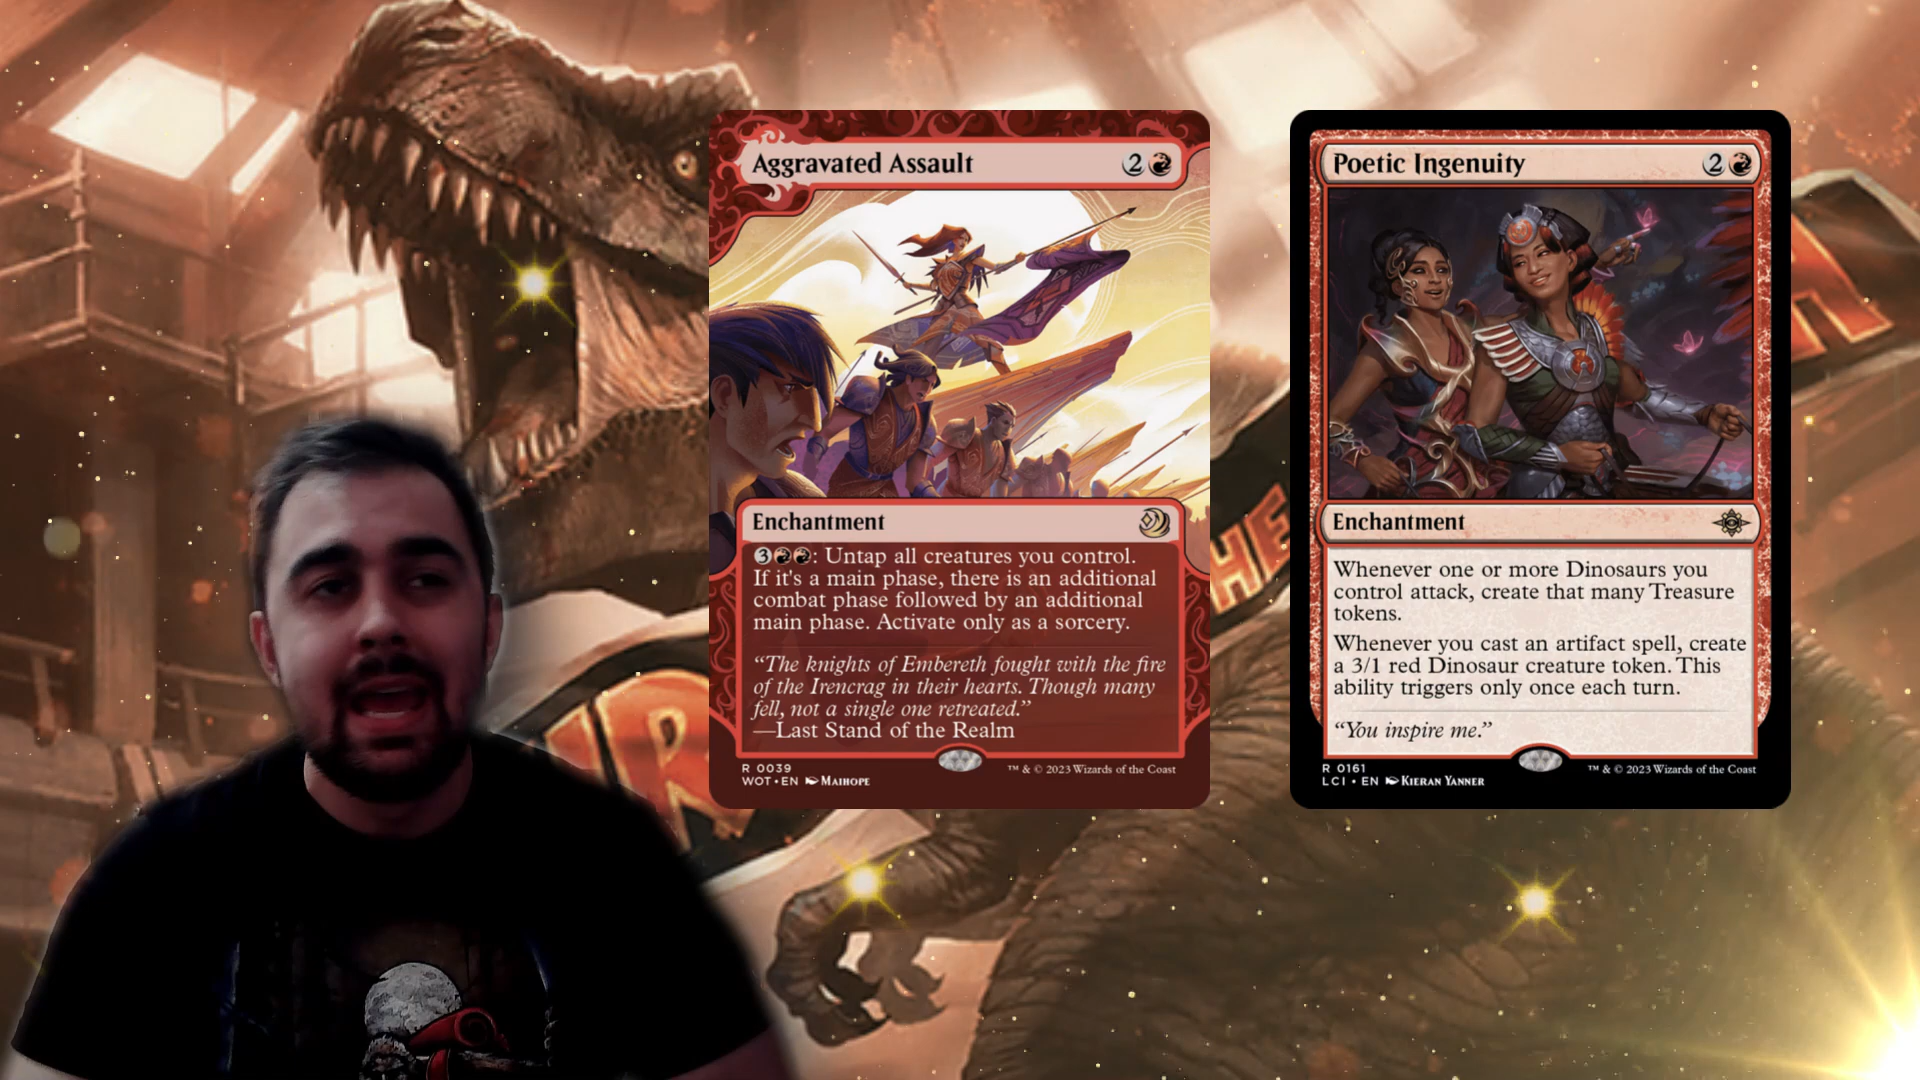 Aggravated Assault 2
Enchantment
3: Untap all creatures you control.
If it's a main phase, there is an additional
combat phase followed by an additional
main phase. Activate only as a sorcery.
“The knights of Embereth fought with the fire
of the Irencrag in their hearts. Though many
fell, not a single one retreated.”
—Last Stand of the Realm
R 0039
WOT • EN MAIHOPE
™ & © 2023 Wizards of the Coast
Poetic Ingenuity 2
Enchantment
Whenever one or more Dinosaurs you
control attack, create that many Treasure
tokens.
Whenever you cast an artifact spell, create
a 3/1 red Dinosaur creature token. This
ability triggers only once each turn.
“You inspire me.”
R 0161
LCI • EN KIERAN YANNER
™ & © 2023 Wizards of the Coast
THE